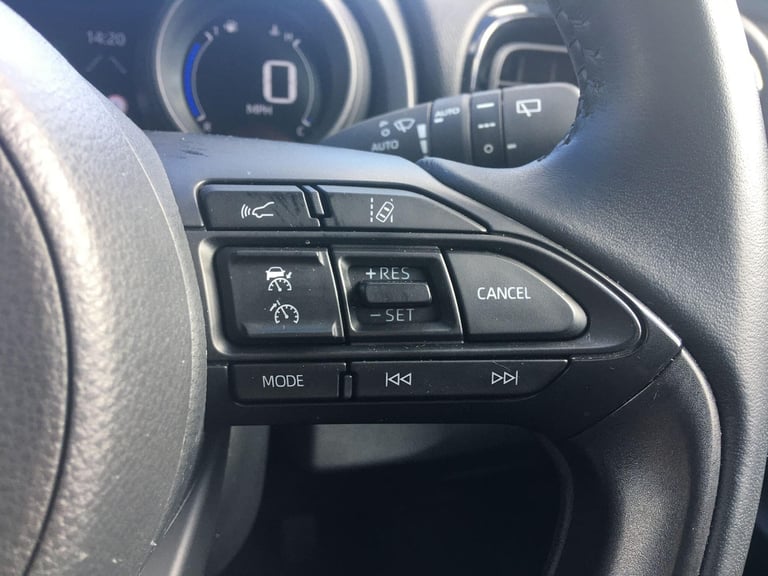 14:20
0
MPH
AUTO
AUTO
+RES
-SET
CANCEL
MODE